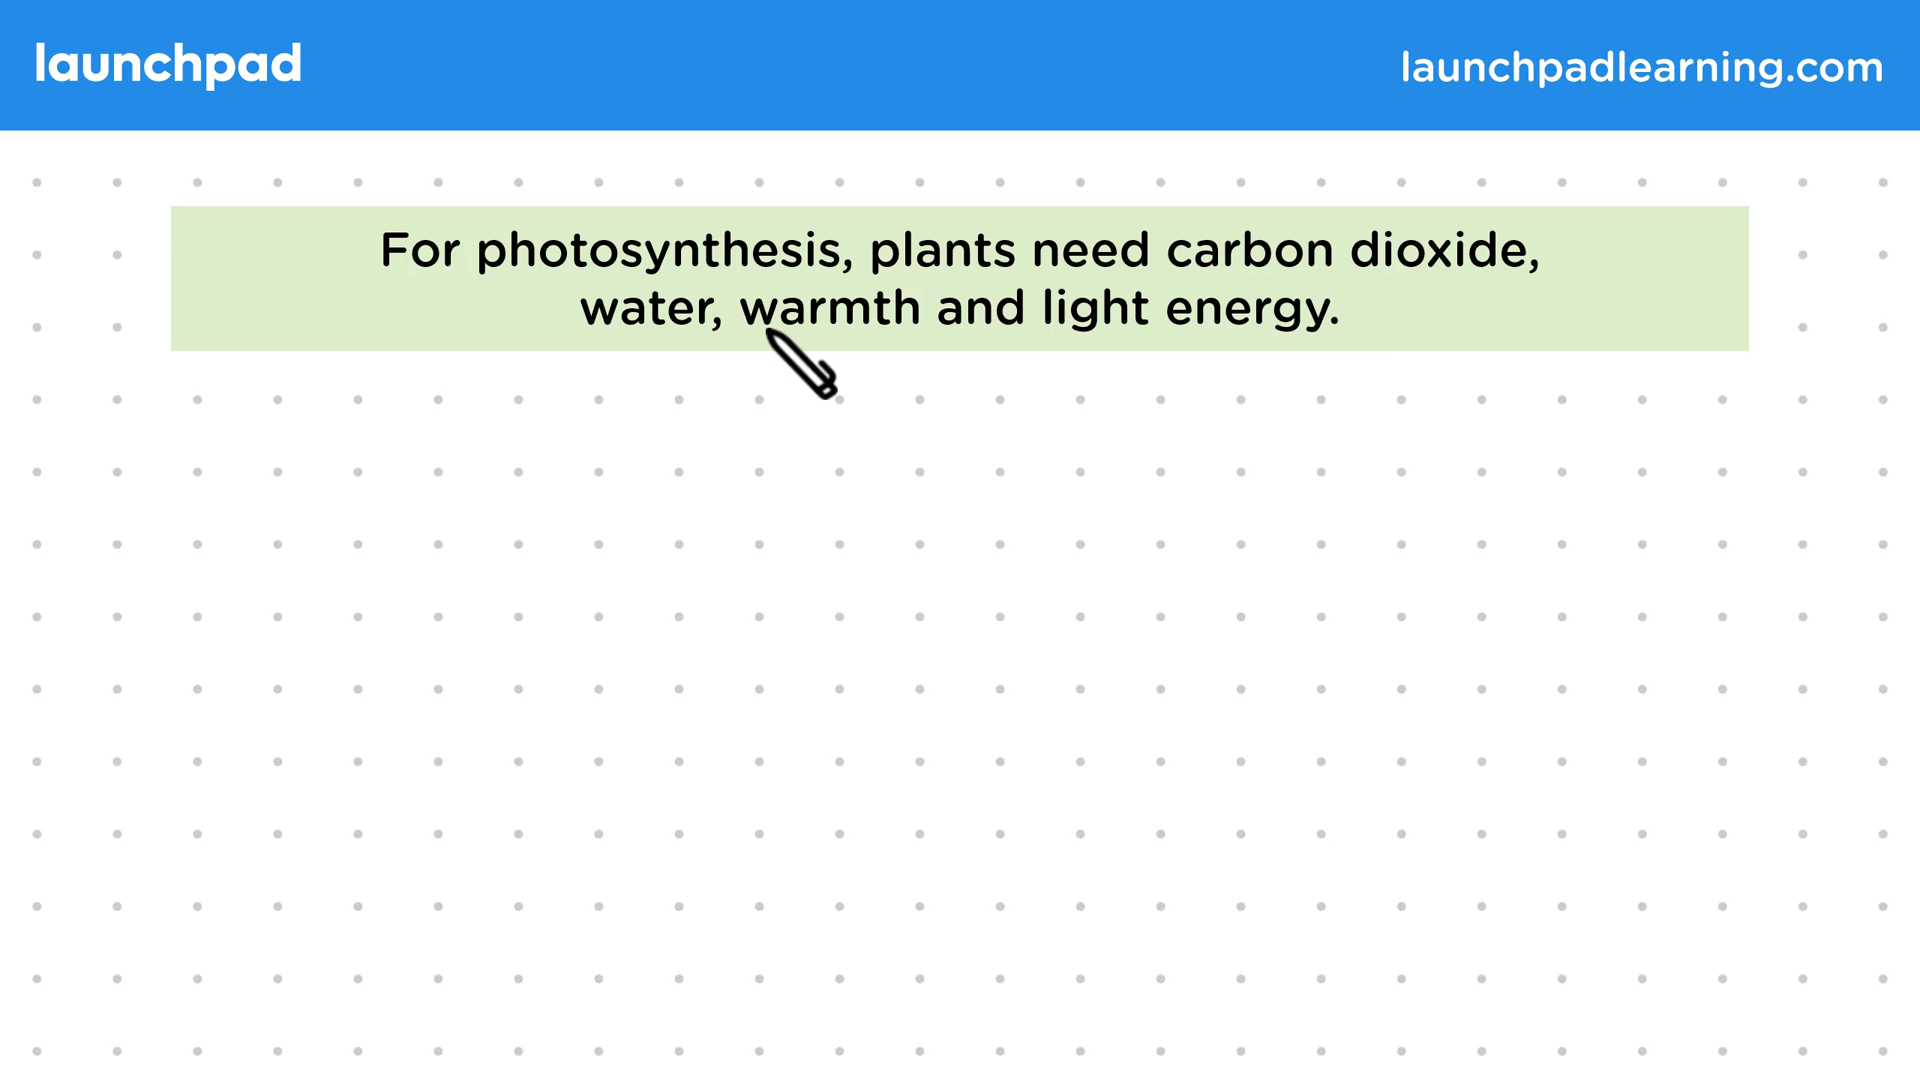 launchpad
launchpadlearning.com
For photosynthesis, plants need carbon dioxide,
water, warmth and light energy.